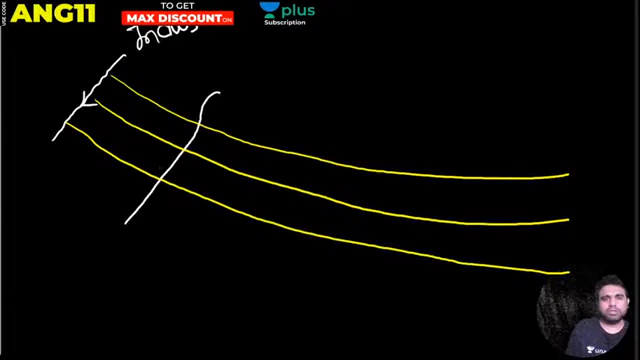 USE CODE
ANG11
TO GET
MAX DISCOUNT ON
plus
Subscription